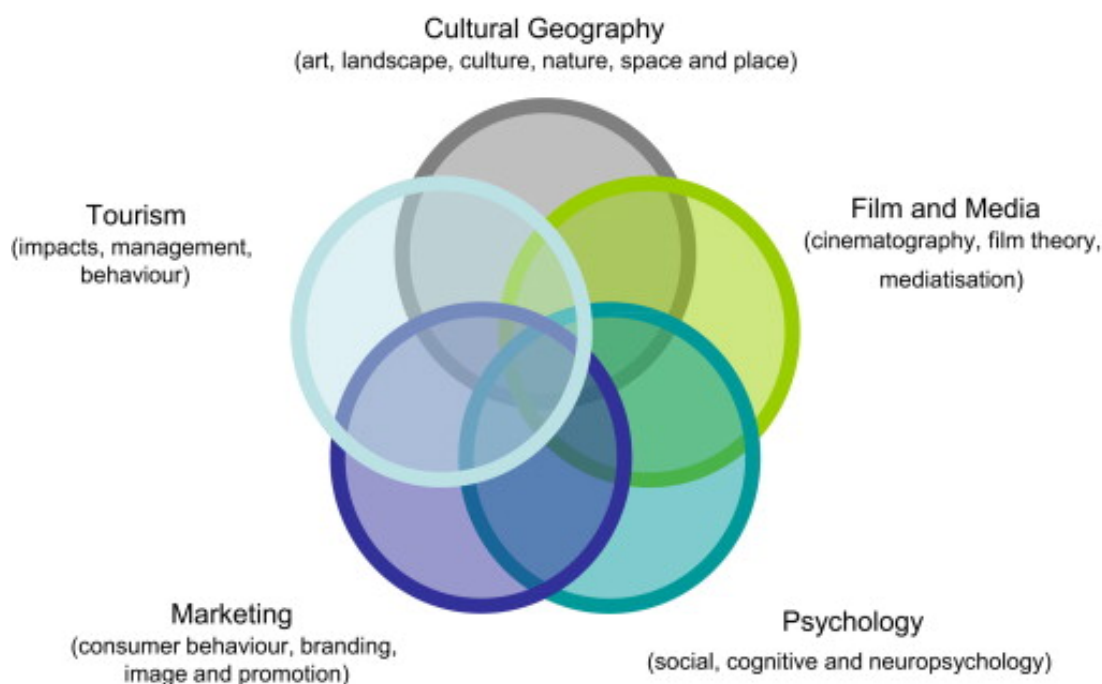 Cultural Geography
(art, landscape, culture, nature, space and place)
Tourism
(impacts, management,
behaviour)
Film and Media
(cinematography, film theory,
mediatisation)
Marketing
(consumer behaviour, branding,
image and promotion)
Psychology
(social, cognitive and neuropsychology)